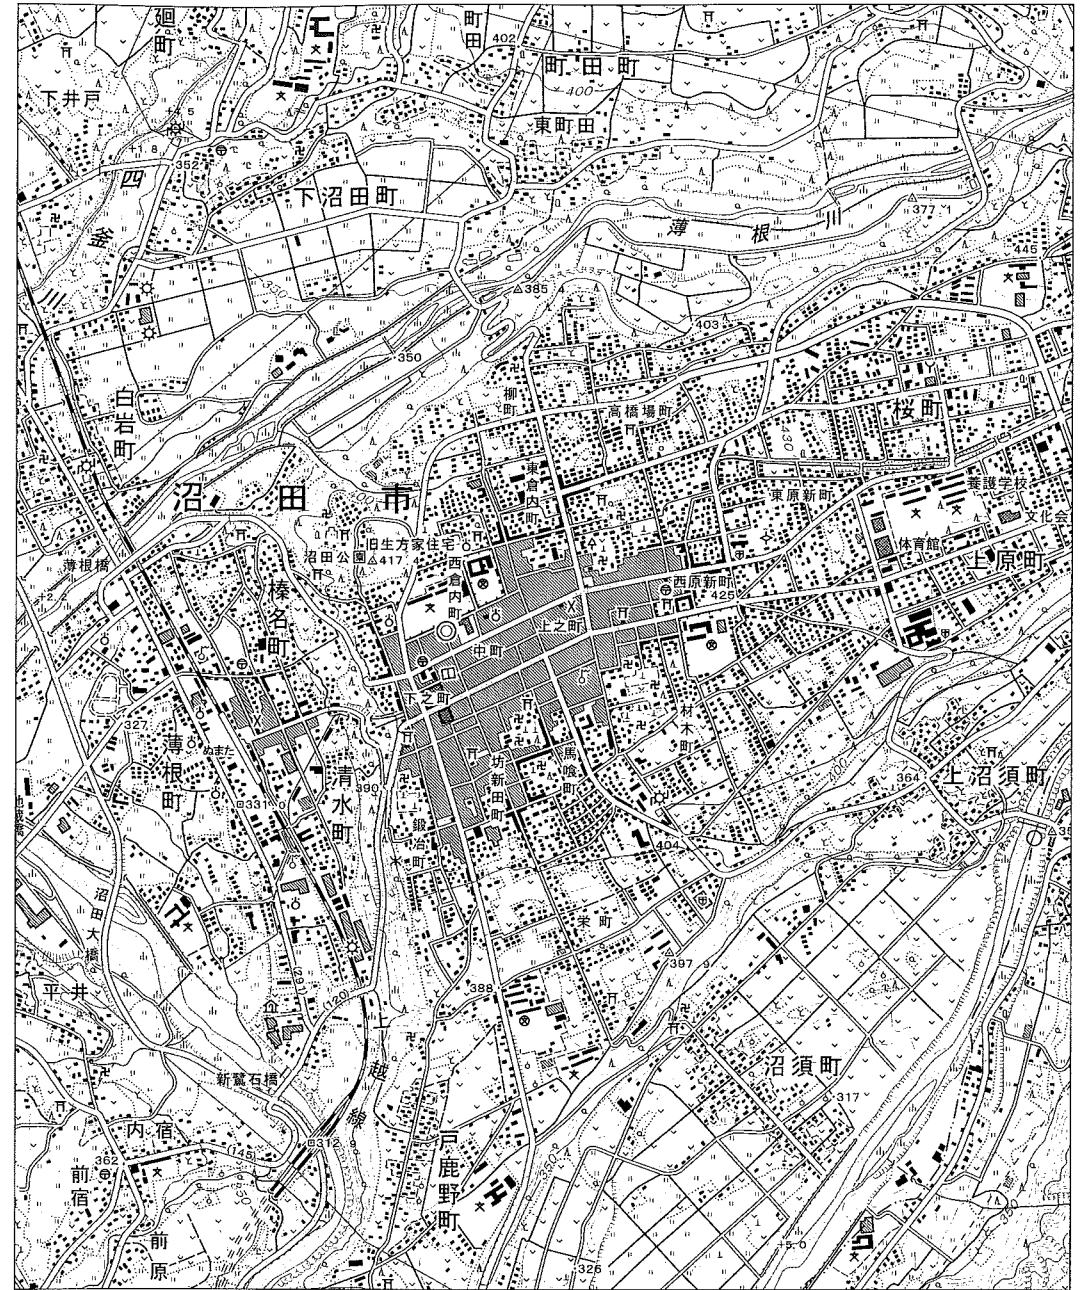 廻町
町田
402
町田町
400
下井戸
東町田
1.8
352
四釜川
下沼田町
薄根川
377.1
445
385.4
403
350
白岩町
柳町
高橋場町
桜町
430
沼田市
東倉内町
東原新町
養護学校
文化会
沼田公園
旧生方家住宅
417
体育館
上原町
薄根橋
西倉内町
西原新町
425
榛名町
上之町
中町
下之町
材木町
327
薄根町
ぬまた
坊新田町
馬喰町
400
364
上沼須町
331.0
清水町
390
鍛冶町
404
沼田大橋
栄町
397.9
平井
(291)
(120)
388
上越線
沼須町
新鷺石橋
317
内宿
312.9
戸鹿野町
362
(145)
前宿
350
前原
+5.0
326